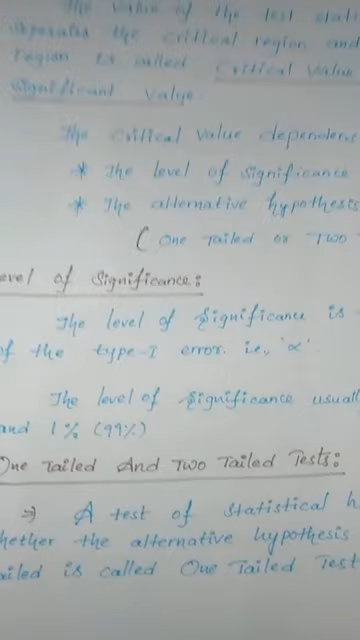 The value of the test stati
separates the critical region and
region is called Critical Value
Significant Value.
The critical value dependens
* The level of significance
* The alternative hypothesis
( One Tailed or Two
evel of Significance:
The level of significance is
of the type-I error. i.e., 'α'.
The level of significance usuall
and 1% (99%)
One Tailed And Two Tailed Tests:
⇒ A test of statistical h
hether the alternative hypothesis
ailed is called One Tailed Test